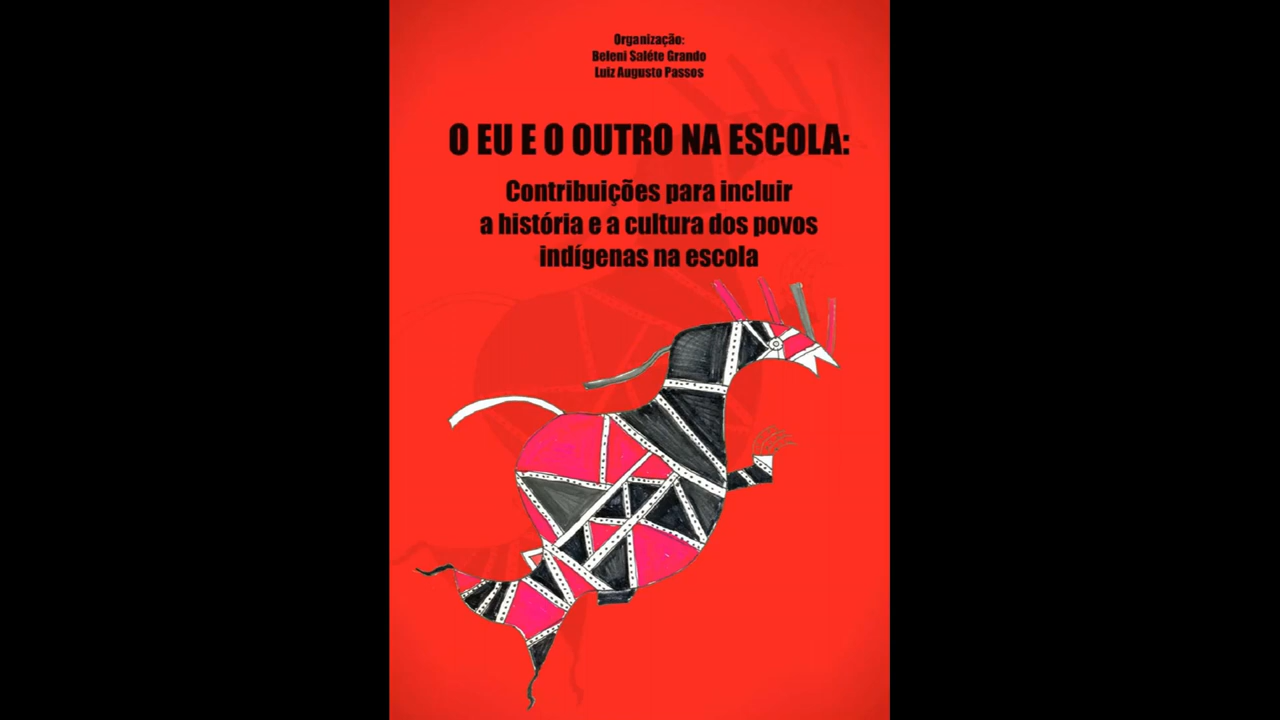 Organização:
Beleni Saléte Grando
Luiz Augusto Passos
O EU E O OUTRO NA ESCOLA:
Contribuições para incluir
a história e a cultura dos povos
indígenas na escola